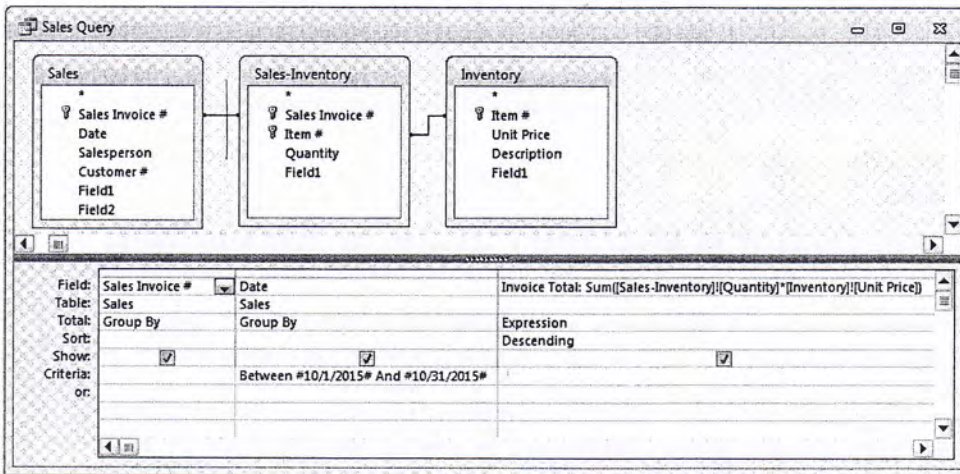 Sales Query
Sales
*
Sales Invoice #
Date
Salesperson
Customer #
Field1
Field2
Sales-Inventory
*
Sales Invoice #
Item #
Quantity
Field1
Inventory
*
Item #
Unit Price
Description
Field1
Field: Sales Invoice # Date Invoice Total: Sum([Sales-Inventory]![Quantity]*[Inventory]![Unit Price])
Table: Sales Sales
Total: Group By Group By Expression
Sort: Descending
Show:
Criteria: Between #10/1/2015# And #10/31/2015#
or: